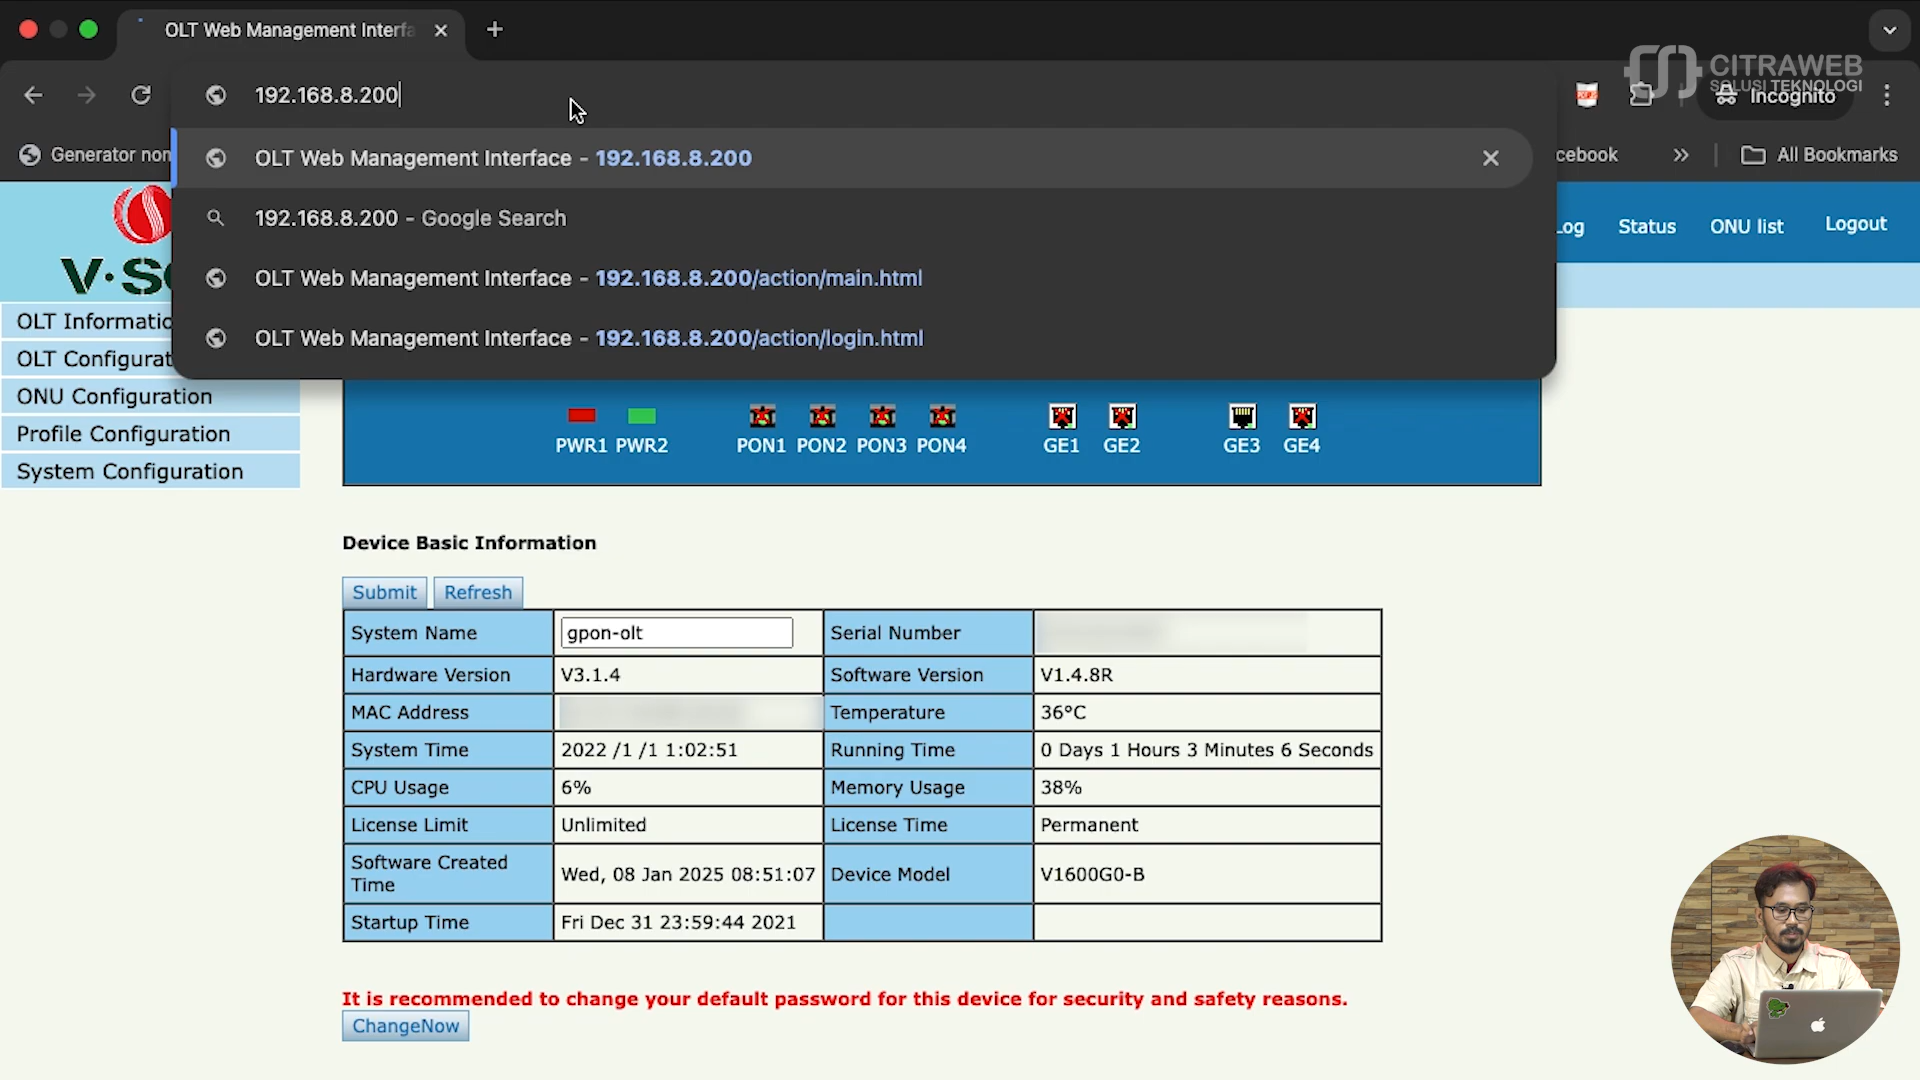 OLT Web Management Interfa
192.168.8.200
CITRAWEB
SOLUSI TEKNOLOGI
Incognito
Generator non
OLT Web Management Interface - 192.168.8.200
cebook
All Bookmarks
192.168.8.200 - Google Search
Log
Status
ONU list
Logout
V·SO
OLT Web Management Interface - 192.168.8.200/action/main.html
OLT Web Management Interface - 192.168.8.200/action/login.html
OLT Informatio
OLT Configurat
ONU Configuration
Profile Configuration
System Configuration
PWR1 PWR2 PON1 PON2 PON3 PON4 GE1 GE2 GE3 GE4
Device Basic Information
Submit Refresh
System Name gpon-olt Serial Number
Hardware Version V3.1.4 Software Version V1.4.8R
MAC Address Temperature 36°C
System Time 2022 /1 /1 1:02:51 Running Time 0 Days 1 Hours 3 Minutes 6 Seconds
CPU Usage 6% Memory Usage 38%
License Limit Unlimited License Time Permanent
Software Created Time Wed, 08 Jan 2025 08:51:07 Device Model V1600G0-B
Startup Time Fri Dec 31 23:59:44 2021
It is recommended to change your default password for this device for security and safety reasons.
ChangeNow